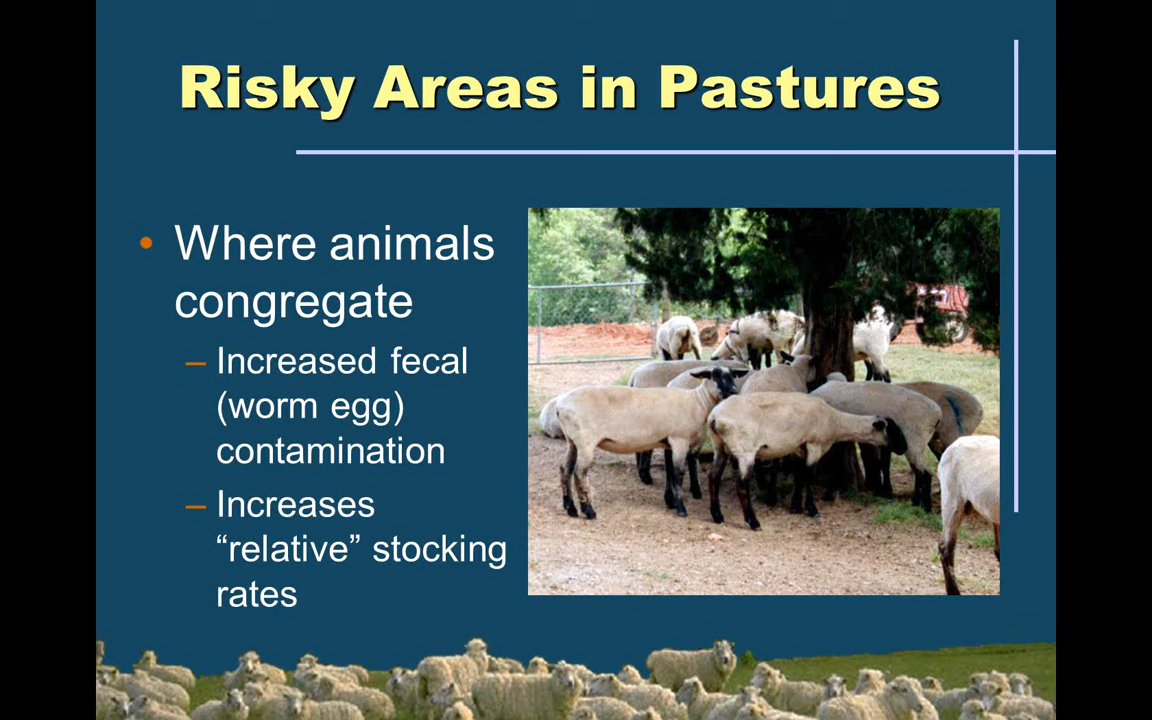 Risky Areas in Pastures
• Where animals
congregate
– Increased fecal
(worm egg)
contamination
– Increases
“relative” stocking
rates